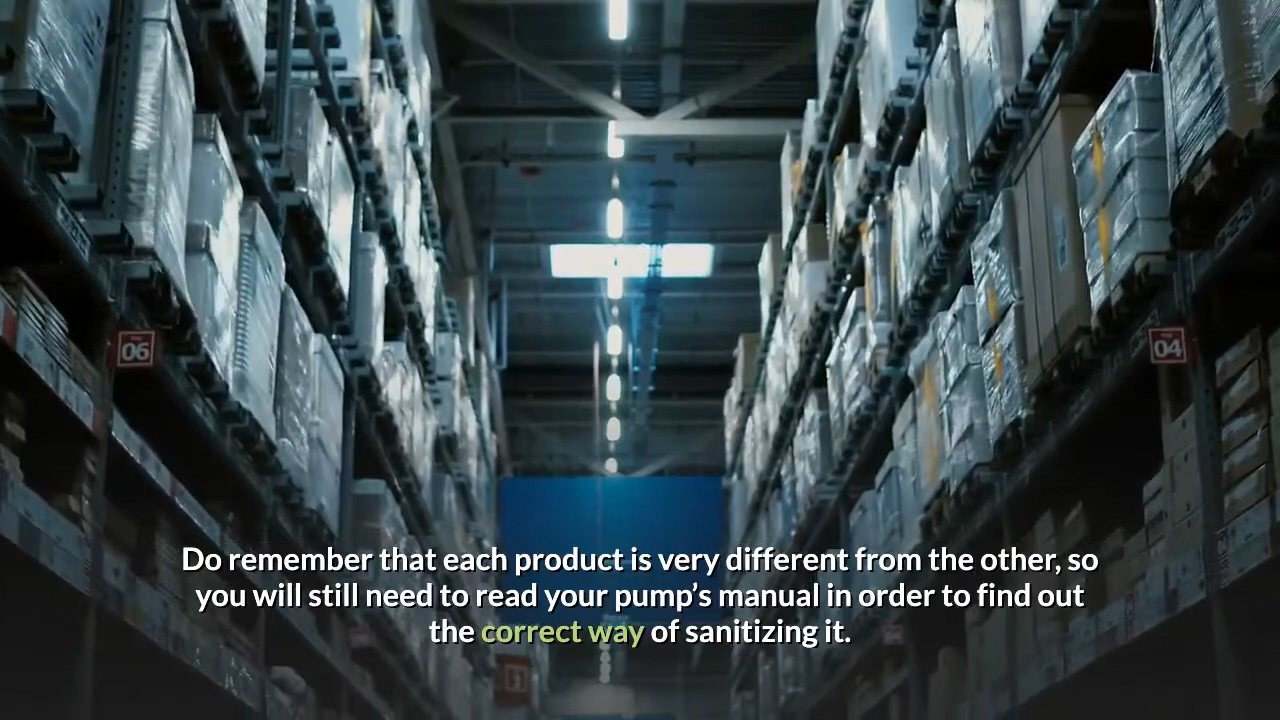 06
04
Do remember that each product is very different from the other, so
you will still need to read your pump’s manual in order to find out
the correct way of sanitizing it.